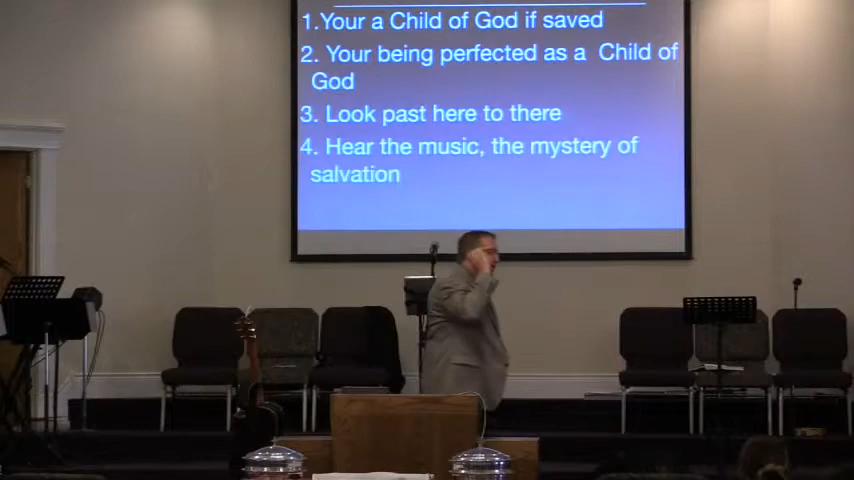 1.Your a Child of GOD if saved
2. Your being perfected as a Child of
God
3. Look past here to there
4. Hear the music, the mystery of
salvation